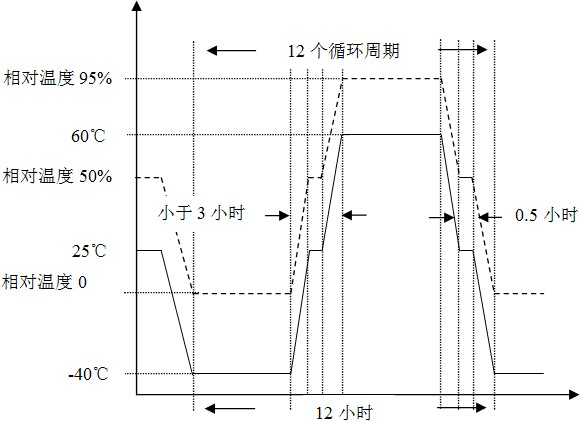 12 个循环周期
相对温度 95%
60℃
相对温度 50%
小于 3 小时
0.5 小时
25℃
相对温度 0
-40℃
12 小时